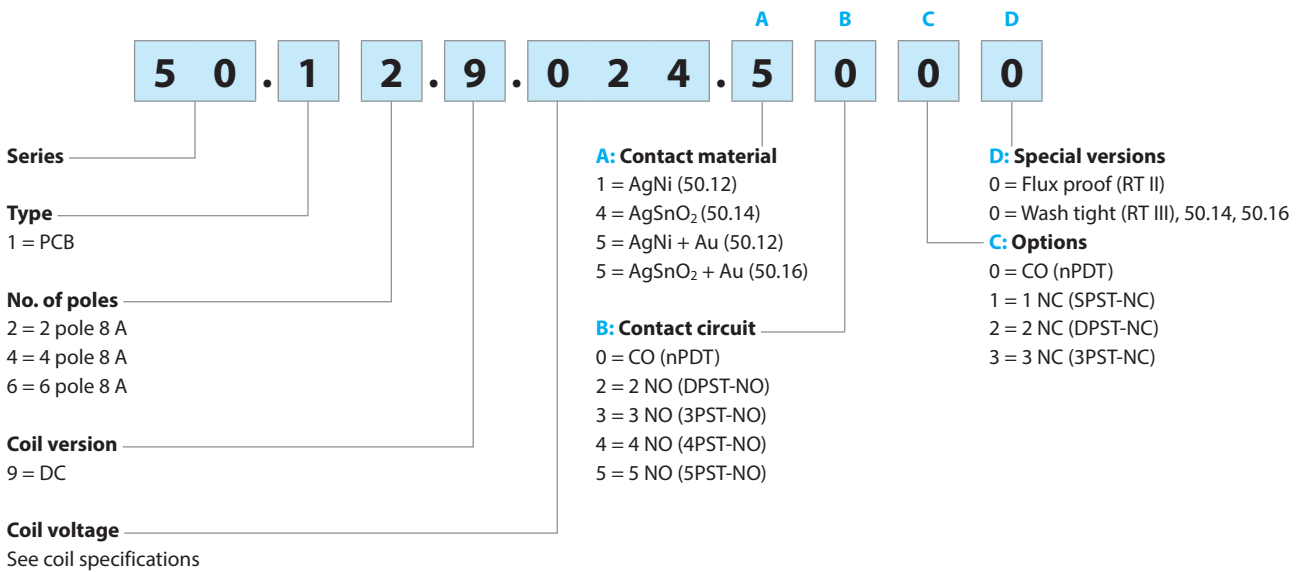 A B C D
5 0 . 1 2 . 9 . 0 2 4 . 5 0 0 0
Series
Type
1 = PCB
No. of poles
2 = 2 pole 8 A
4 = 4 pole 8 A
6 = 6 pole 8 A
Coil version
9 = DC
Coil voltage
See coil specifications
A: Contact material
1 = AgNi (50.12)
4 = AgSnO₂ (50.14)
5 = AgNi + Au (50.12)
5 = AgSnO₂ + Au (50.16)
B: Contact circuit
0 = CO (nPDT)
2 = 2 NO (DPST-NO)
3 = 3 NO (3PST-NO)
4 = 4 NO (4PST-NO)
5 = 5 NO (5PST-NO)
D: Special versions
0 = Flux proof (RT II)
0 = Wash tight (RT III), 50.14, 50.16
C: Options
0 = CO (nPDT)
1 = 1 NC (SPST-NC)
2 = 2 NC (DPST-NC)
3 = 3 NC (3PST-NC)